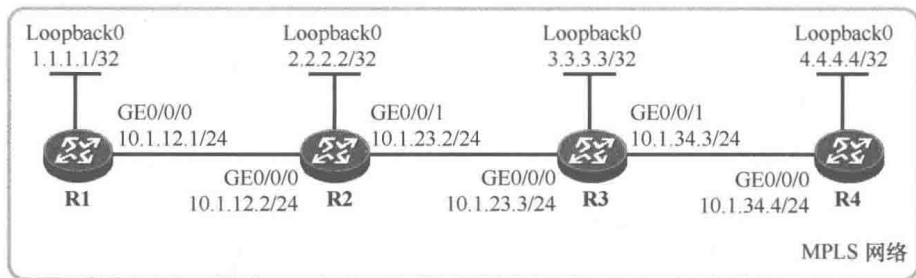 Loopback0
1.1.1.1/32
Loopback0
2.2.2.2/32
Loopback0
3.3.3.3/32
Loopback0
4.4.4.4/32
GE0/0/0
10.1.12.1/24
GE0/0/1
10.1.23.2/24
GE0/0/1
10.1.34.3/24
R1
GE0/0/0
10.1.12.2/24
R2
GE0/0/0
10.1.23.3/24
R3
GE0/0/0
10.1.34.4/24
R4
MPLS 网络